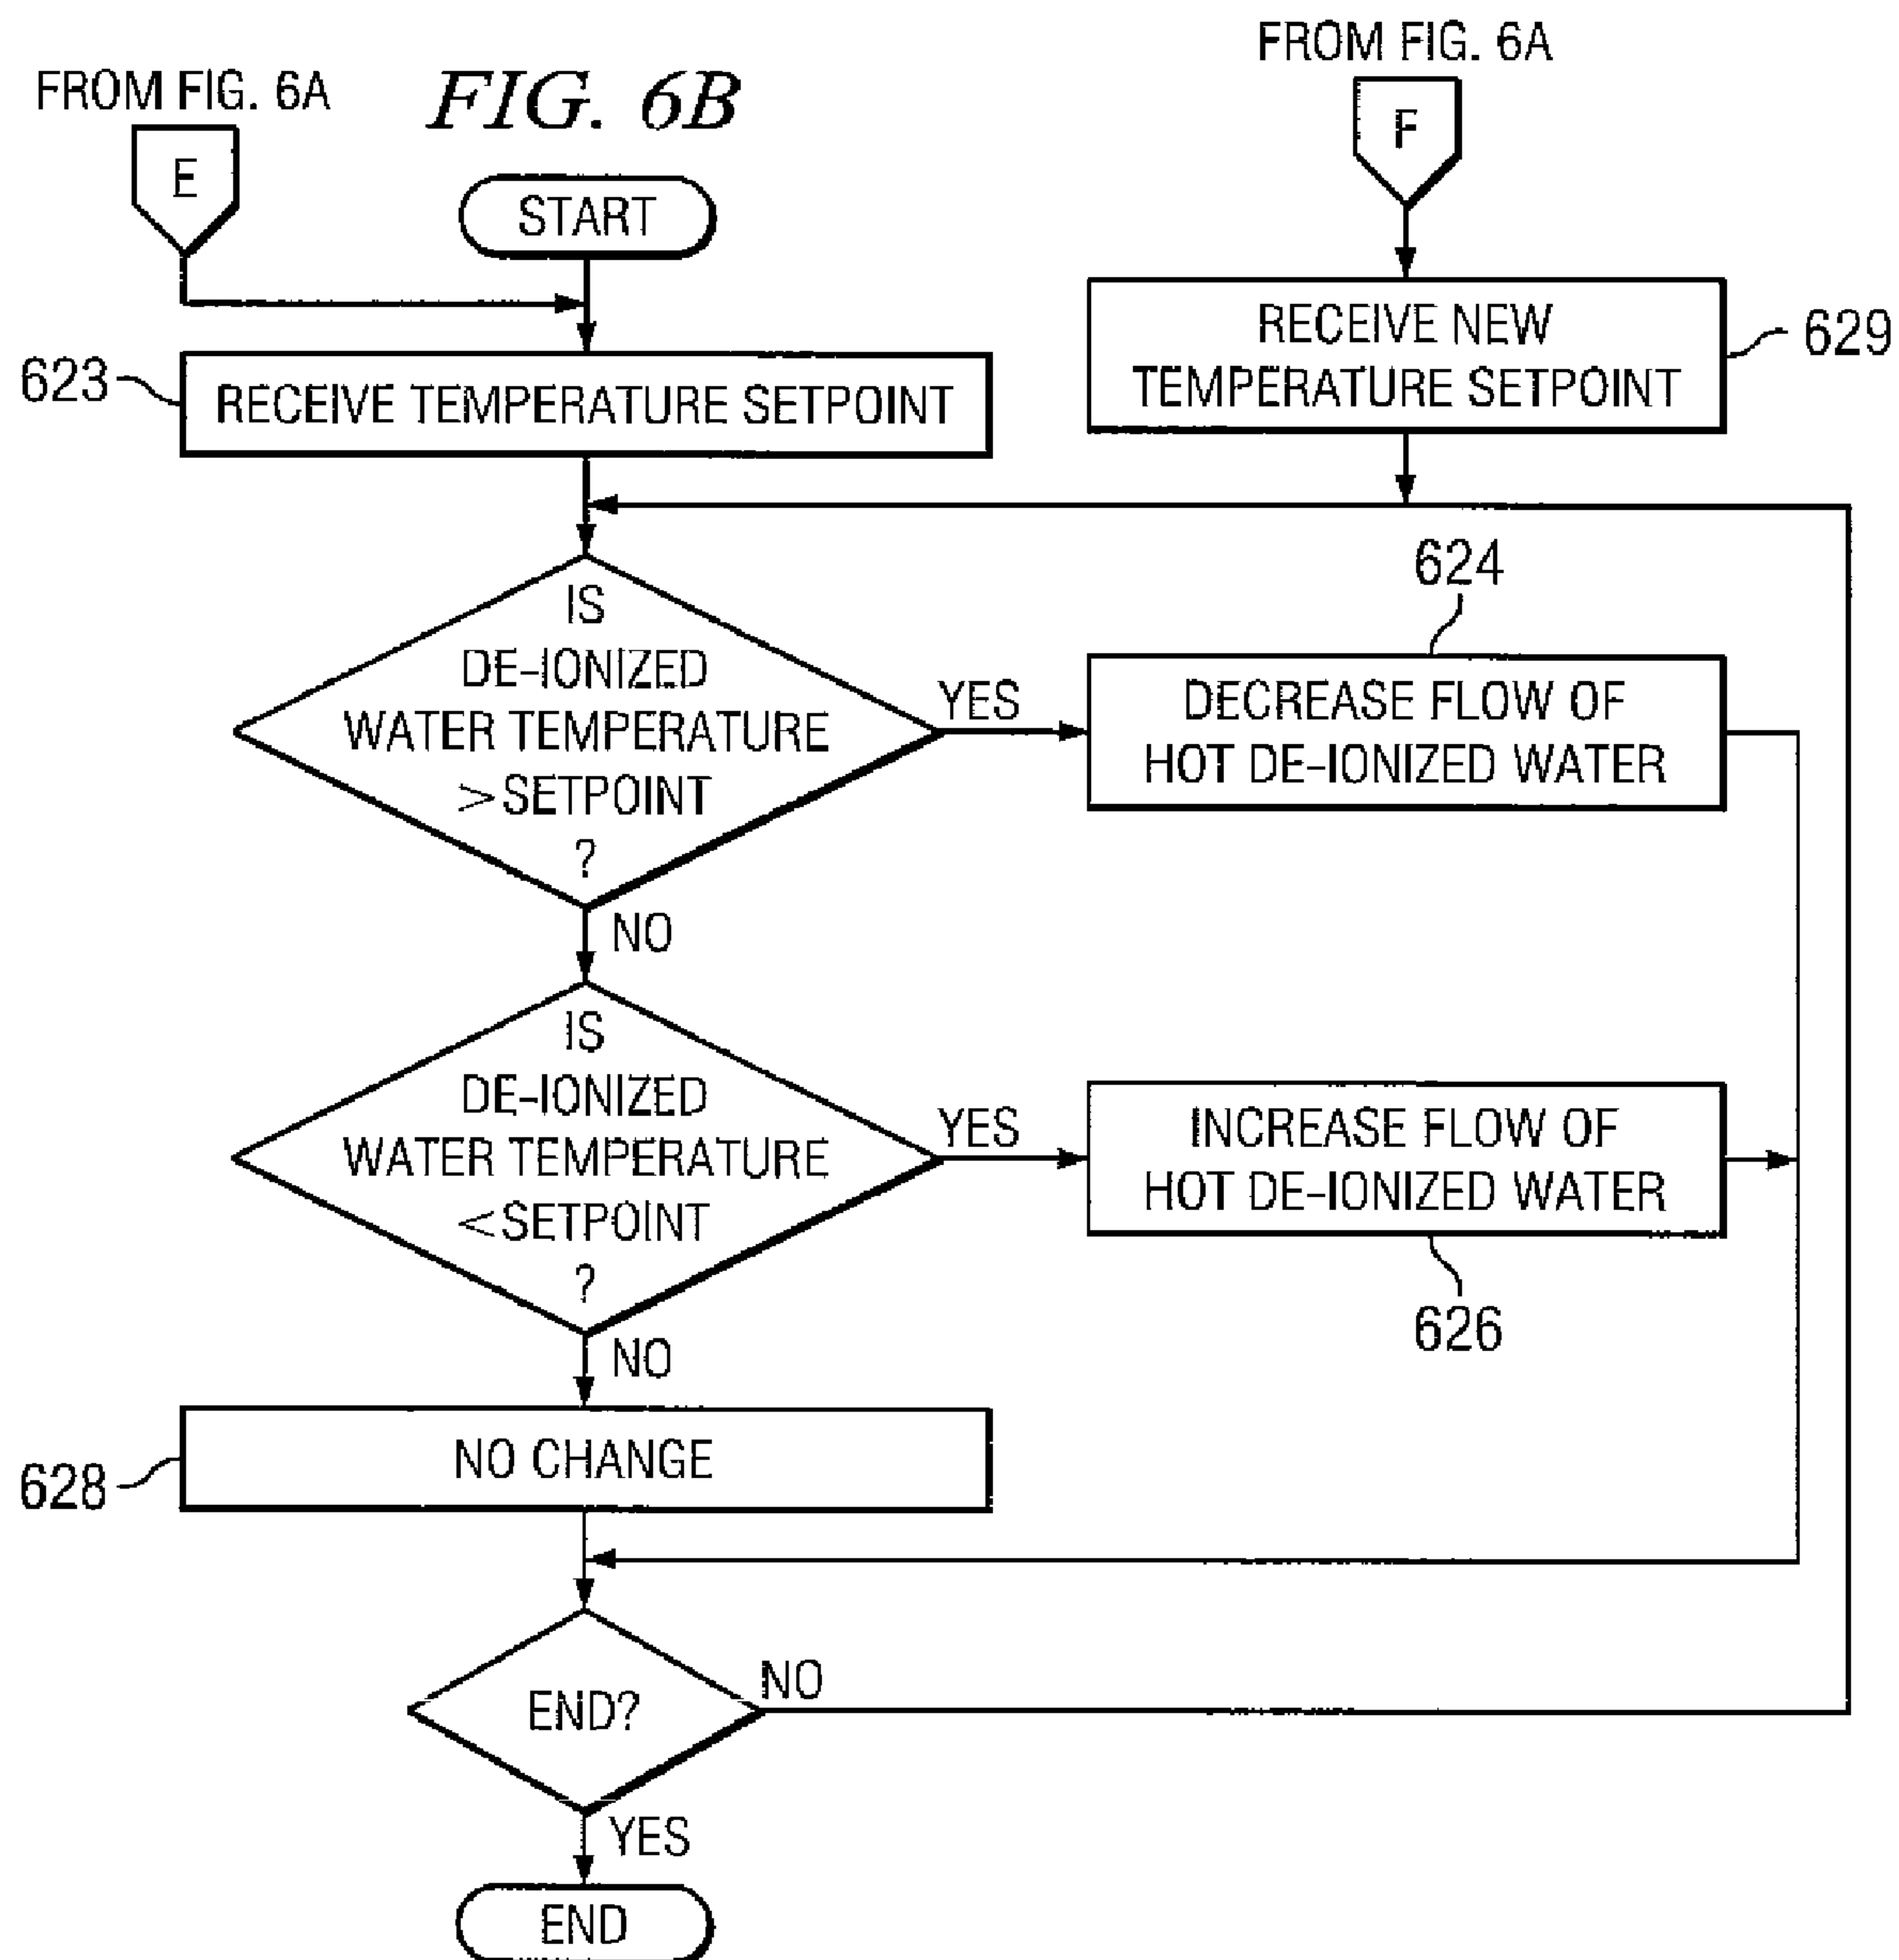 FROM FIG. 6A
FIG. 6B
FROM FIG. 6A
E
F
START
RECEIVE NEW
TEMPERATURE SETPOINT
629
623
RECEIVE TEMPERATURE SETPOINT
624
IS
DE-IONIZED
WATER TEMPERATURE
>SETPOINT
?
YES
DECREASE FLOW OF
HOT DE-IONIZED WATER
NO
IS
DE-IONIZED
WATER TEMPERATURE
<SETPOINT
?
YES
INCREASE FLOW OF
HOT DE-IONIZED WATER
626
NO
NO CHANGE
628
END?
NO
YES
END